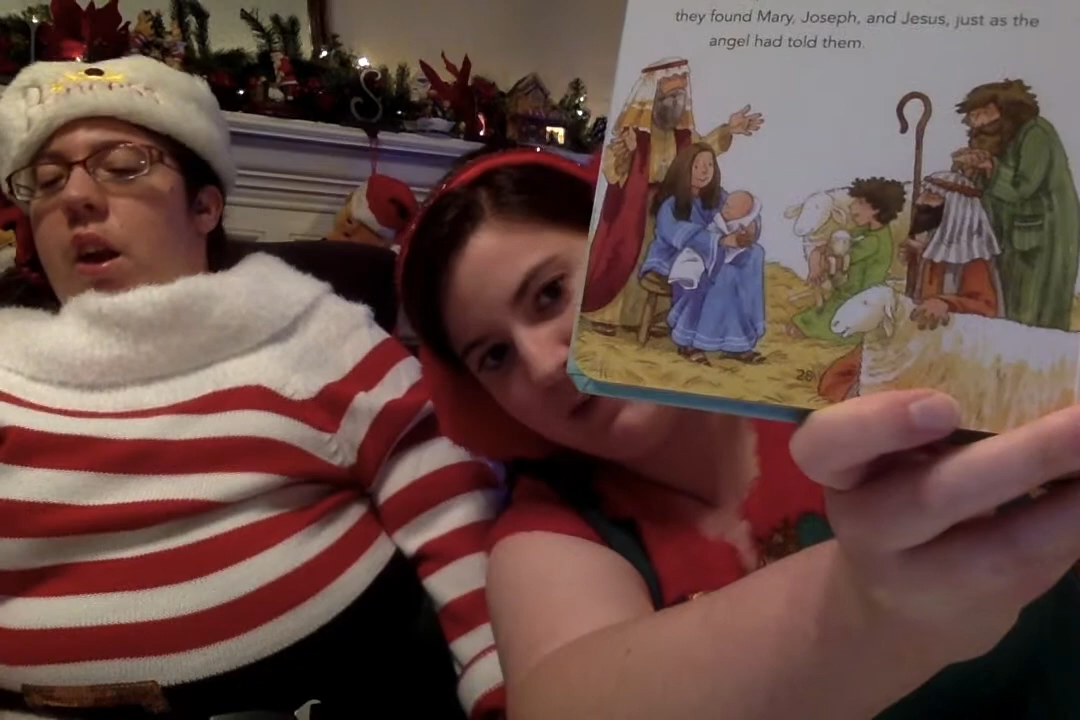 they found Mary, Joseph, and Jesus, just as the
angel had told them.
28